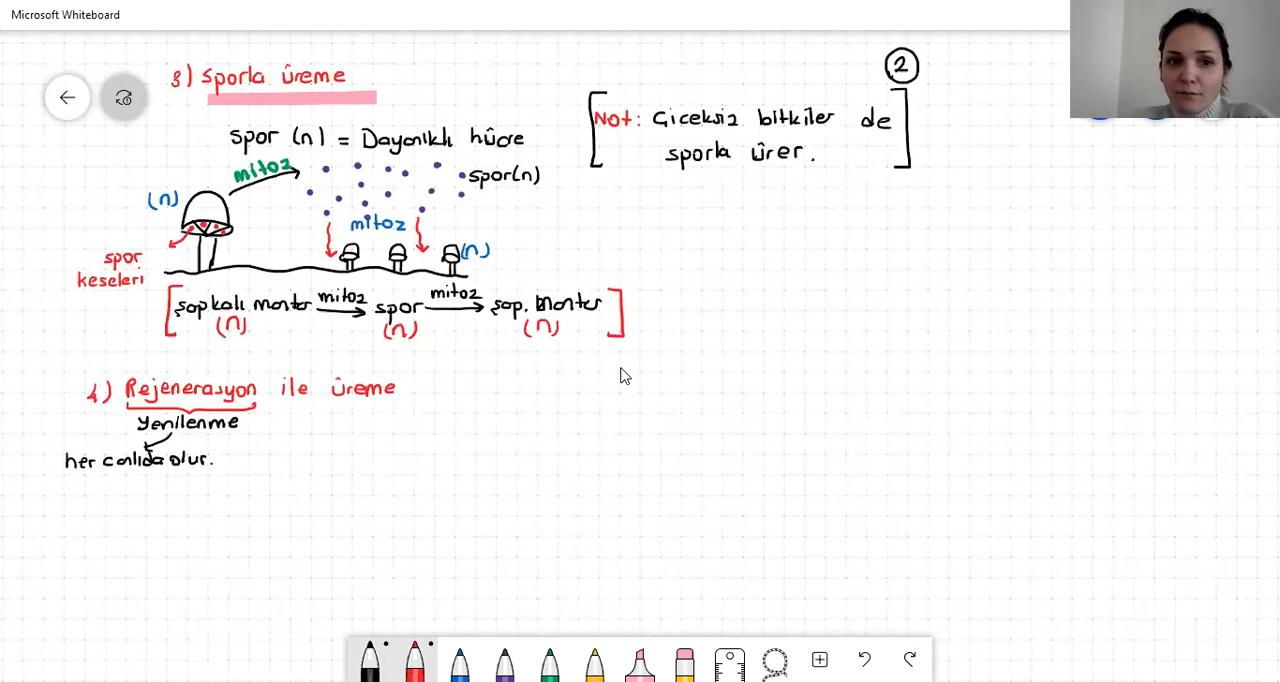 Microsoft Whiteboard
3) Sporla üreme
2
spor (n) = Dayanıklı hücre
[Not: Çiceksiz bitkiler de
sporla ürer.]
mitoz
spor(n)
(n)
mitoz
(n)
spor
keseleri
[şapkalı mantar mitoz spor mitoz şap. mantar]
(n) (n) (n)
4) Rejenerasyon ile üreme
Yenilenme
her canlıda olur.